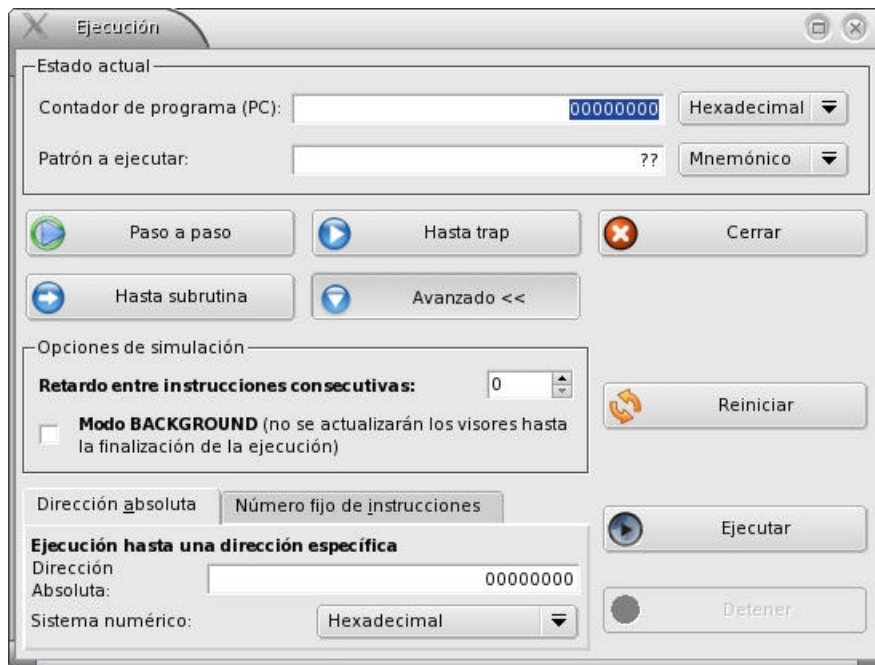 Ejecución
Estado actual
Contador de programa (PC): 00000000 Hexadecimal
Patrón a ejecutar: ?? Mnemónico
Paso a paso Hasta trap Cerrar
Hasta subrutina Avanzado <<
Opciones de simulación
Retardo entre instrucciones consecutivas: 0
Modo BACKGROUND (no se actualizarán los visores hasta
la finalización de la ejecución)
Reiniciar
Dirección absoluta Número fijo de instrucciones
Ejecutar
Ejecución hasta una dirección específica
Dirección
Absoluta: 00000000
Sistema numérico: Hexadecimal
Detener